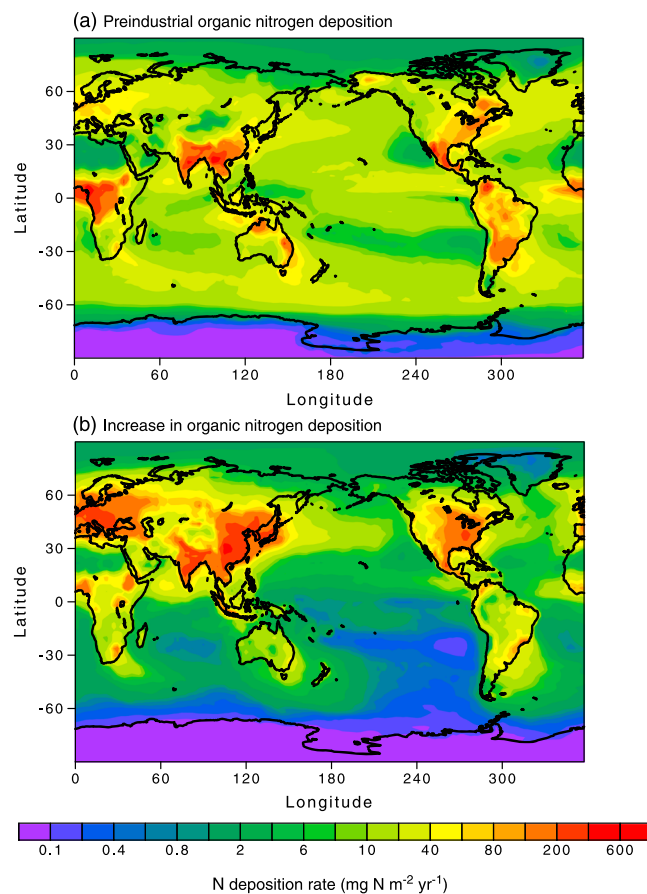 (a) Preindustrial organic nitrogen deposition
Latitude
60
30
0
-30
-60
0 60 120 180 240 300
Longitude
(b) Increase in organic nitrogen deposition
Latitude
60
30
0
-30
-60
0 60 120 180 240 300
Longitude
0.1 0.4 0.8 2 6 10 40 80 200 600
N deposition rate (mg N m⁻² yr⁻¹)